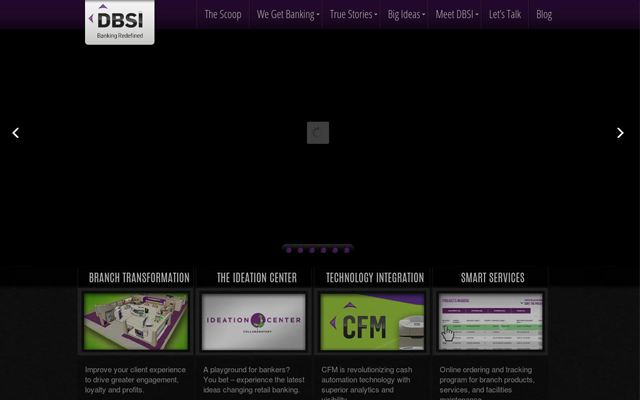 DBSI
Banking Redefined
The Scoop
We Get Banking
True Stories
Big Ideas
Meet DBSI
Let's Talk
Blog
BRANCH TRANSFORMATION
THE IDEATION CENTER
TECHNOLOGY INTEGRATION
SMART SERVICES
IDEATION CENTER
COLLABORATORY
CFM
Improve your client experience
to drive greater engagement,
loyalty and profits.
A playground for bankers?
You bet – experience the latest
ideas changing retail banking.
CFM is revolutionizing cash
automation technology with
superior analytics and
visibility
Online ordering and tracking
program for branch products,
services, and facilities
maintenance